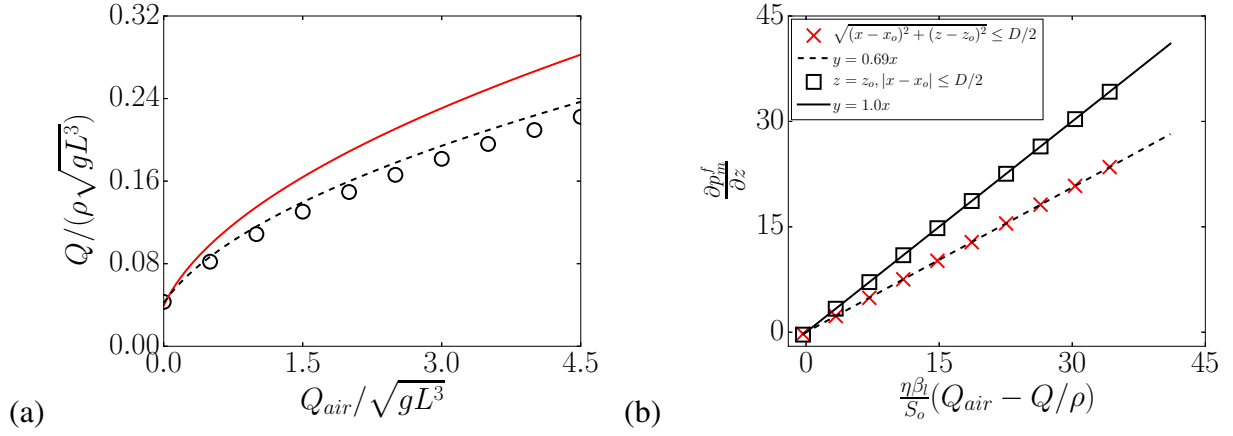 0.32
0.24
0.16
0.08
0.00
Q/(ρ√gL³)
0.0 1.5 3.0 4.5
Q_air/√gL³
(a)
45
30
15
0
∂p_m^f/∂z
√(x − x_o)² + (z − z_o)² ≤ D/2
y = 0.69x
z = z_o, |x − x_o| ≤ D/2
y = 1.0x
0 15 30 45
ηβ_l/S_o (Q_air − Q/ρ)
(b)